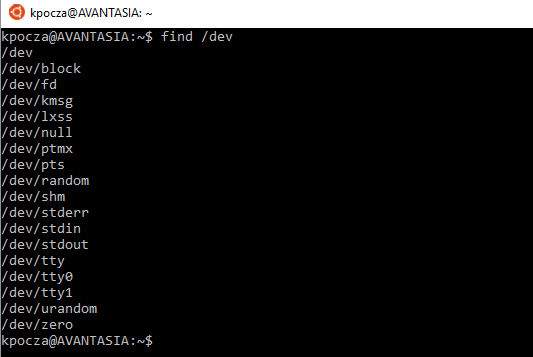 kpocza@AVANTASIA: ~
kpocza@AVANTASIA:~$ find /dev
/dev
/dev/block
/dev/fd
/dev/kmsg
/dev/lxss
/dev/null
/dev/ptmx
/dev/pts
/dev/random
/dev/shm
/dev/stderr
/dev/stdin
/dev/stdout
/dev/tty
/dev/tty0
/dev/tty1
/dev/urandom
/dev/zero
kpocza@AVANTASIA:~$